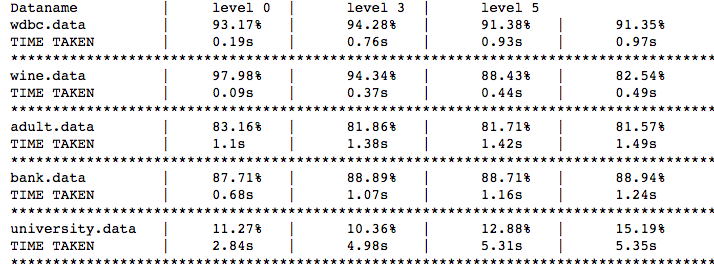 Dataname | level 0 | level 3 | level 5
wdbc.data | 93.17% | 94.28% | 91.38% | 91.35%
TIME TAKEN | 0.19s | 0.76s | 0.93s | 0.97s
*******************************************************************************
wine.data | 97.98% | 94.34% | 88.43% | 82.54%
TIME TAKEN | 0.09s | 0.37s | 0.44s | 0.49s
*******************************************************************************
adult.data | 83.16% | 81.86% | 81.71% | 81.57%
TIME TAKEN | 1.1s | 1.38s | 1.42s | 1.49s
*******************************************************************************
bank.data | 87.71% | 88.89% | 88.71% | 88.94%
TIME TAKEN | 0.68s | 1.07s | 1.16s | 1.24s
*******************************************************************************
university.data | 11.27% | 10.36% | 12.88% | 15.19%
TIME TAKEN | 2.84s | 4.98s | 5.31s | 5.35s
*******************************************************************************